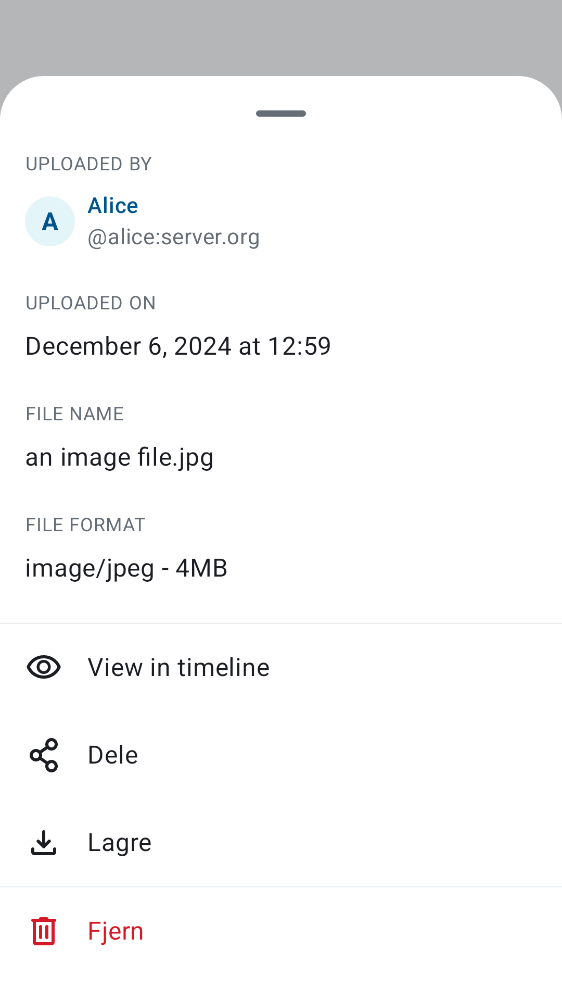 UPLOADED BY
A
Alice
@alice:server.org
UPLOADED ON
December 6, 2024 at 12:59
FILE NAME
an image file.jpg
FILE FORMAT
image/jpeg - 4MB
View in timeline
Dele
Lagre
Fjern